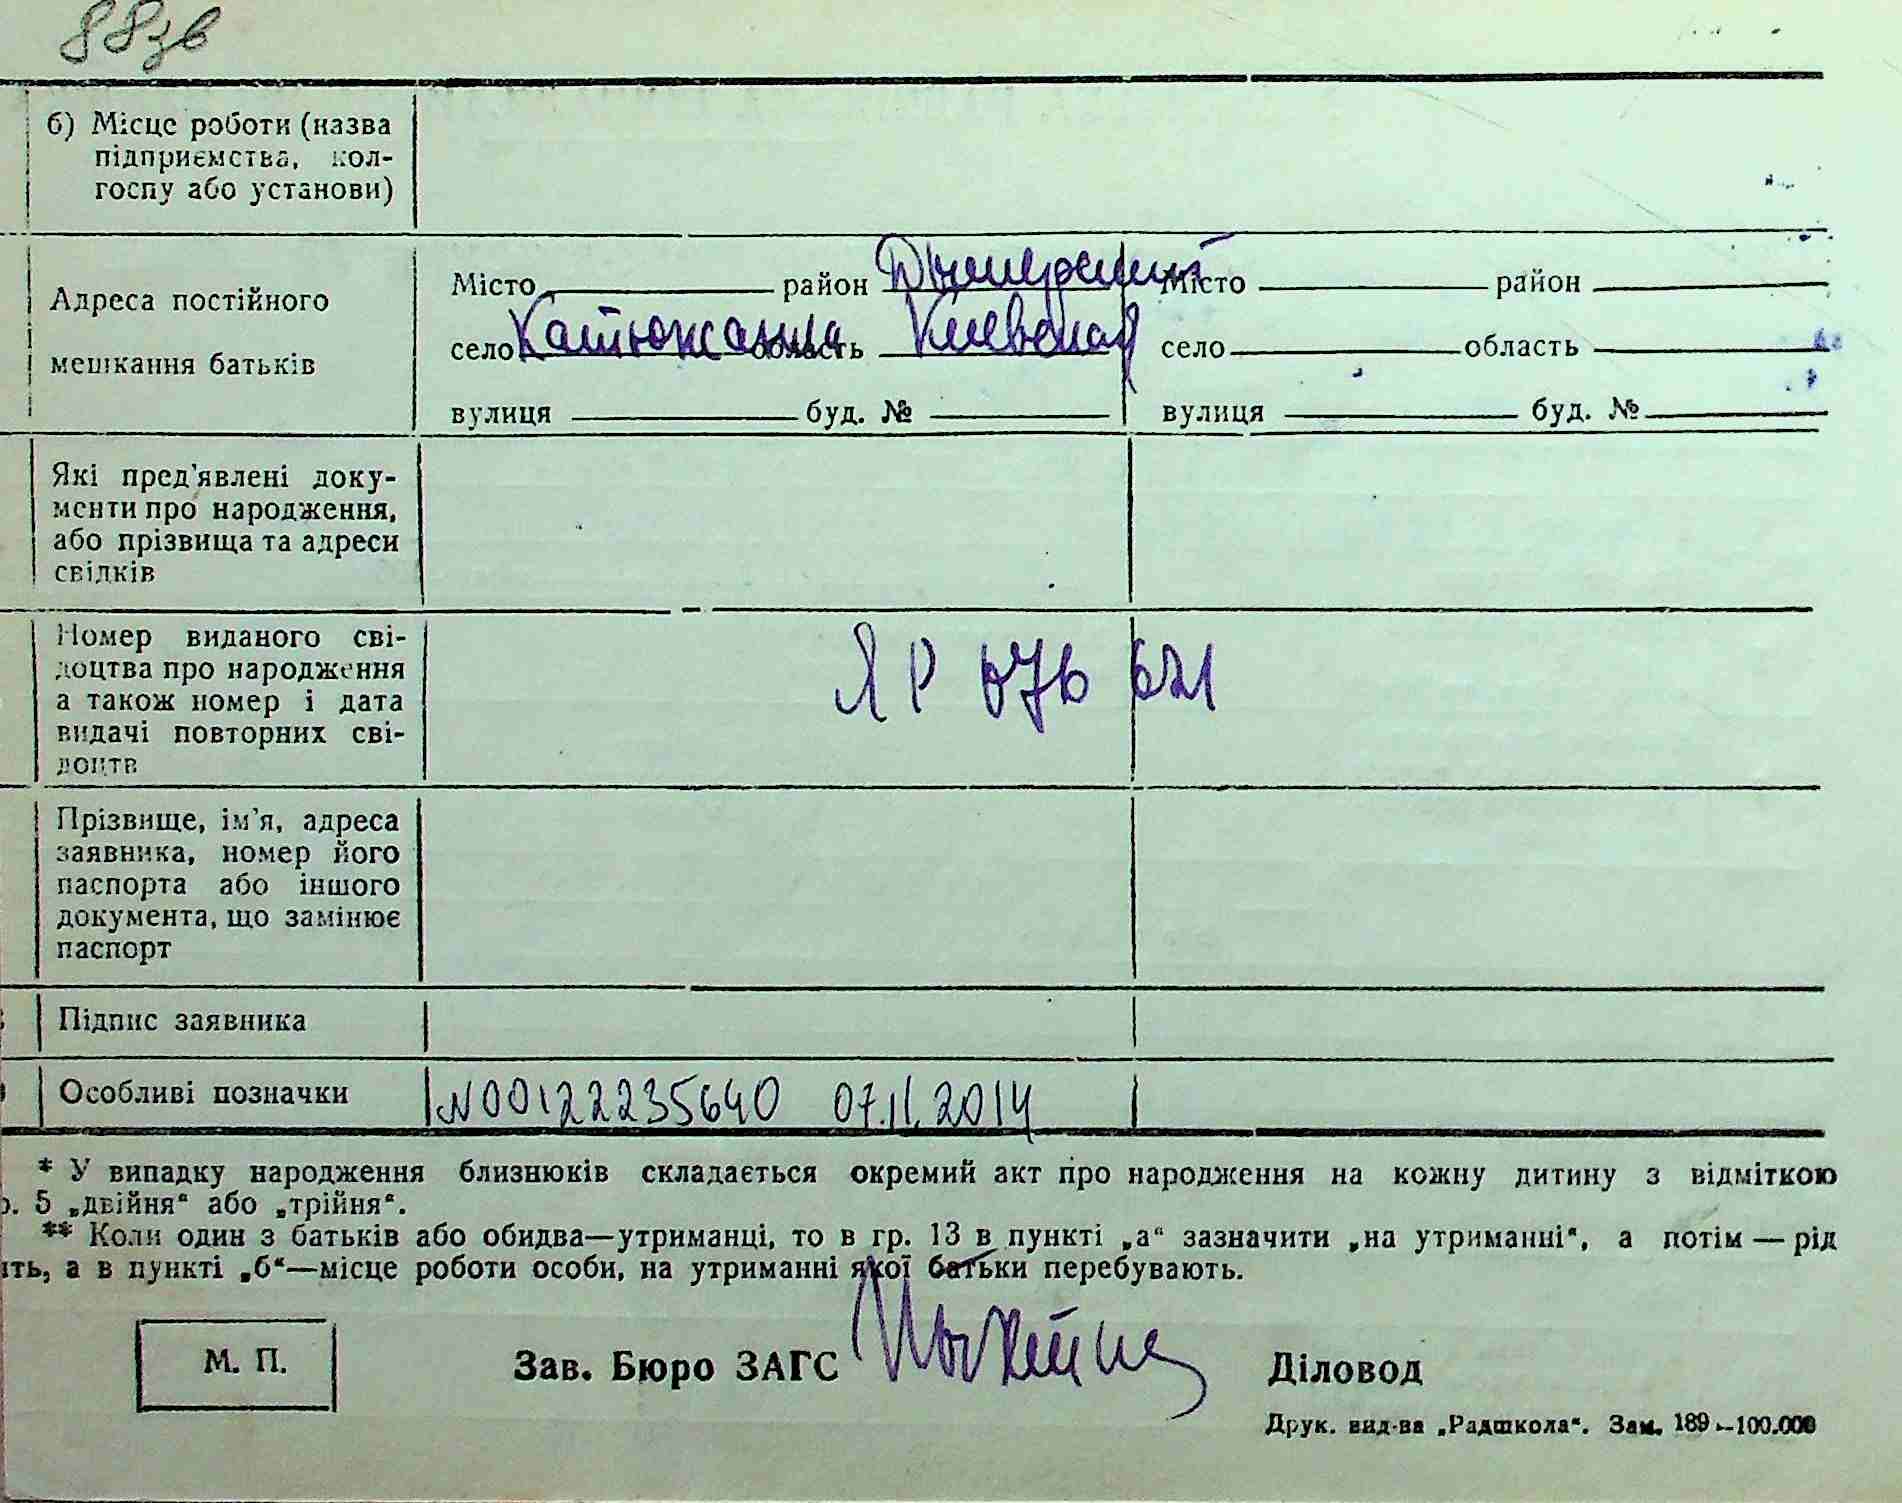 88зв
б) Місце роботи (назва
підприємства, кол-
госпу або установи)
Адреса постійного
мешкання батьків
Місто район Дымерский
село Катюжанка область Киевская
вулиця буд. №
Місто район
село область
вулиця буд. №
Які пред'явлені доку-
менти про народження,
або прізвища та адреси
свідків
Номер виданого сві-
доцтва про народження
а також номер і дата
видачі повторних сві-
доцтв
ЯР 076 621
Прізвище, ім'я, адреса
заявника, номер його
паспорта або іншого
документа, що замінює
паспорт
Підпис заявника
Особливі позначки
N00122235640 07.11.2014
* У випадку народження близнюків складається окремий акт про народження на кожну дитину з відміткою
р. 5 „двійня“ або „трійня“.
** Коли один з батьків або обидва—утриманці, то в гр. 13 в пункті „а“ зазначити „на утриманні“, а потім — рід
ять, а в пункті „б“—місце роботи особи, на утриманні якої батьки перебувають.
М. П.
Зав. Бюро ЗАГС
Діловод
Друк. вид-ва „Радшкола“. Зам. 189—100.000